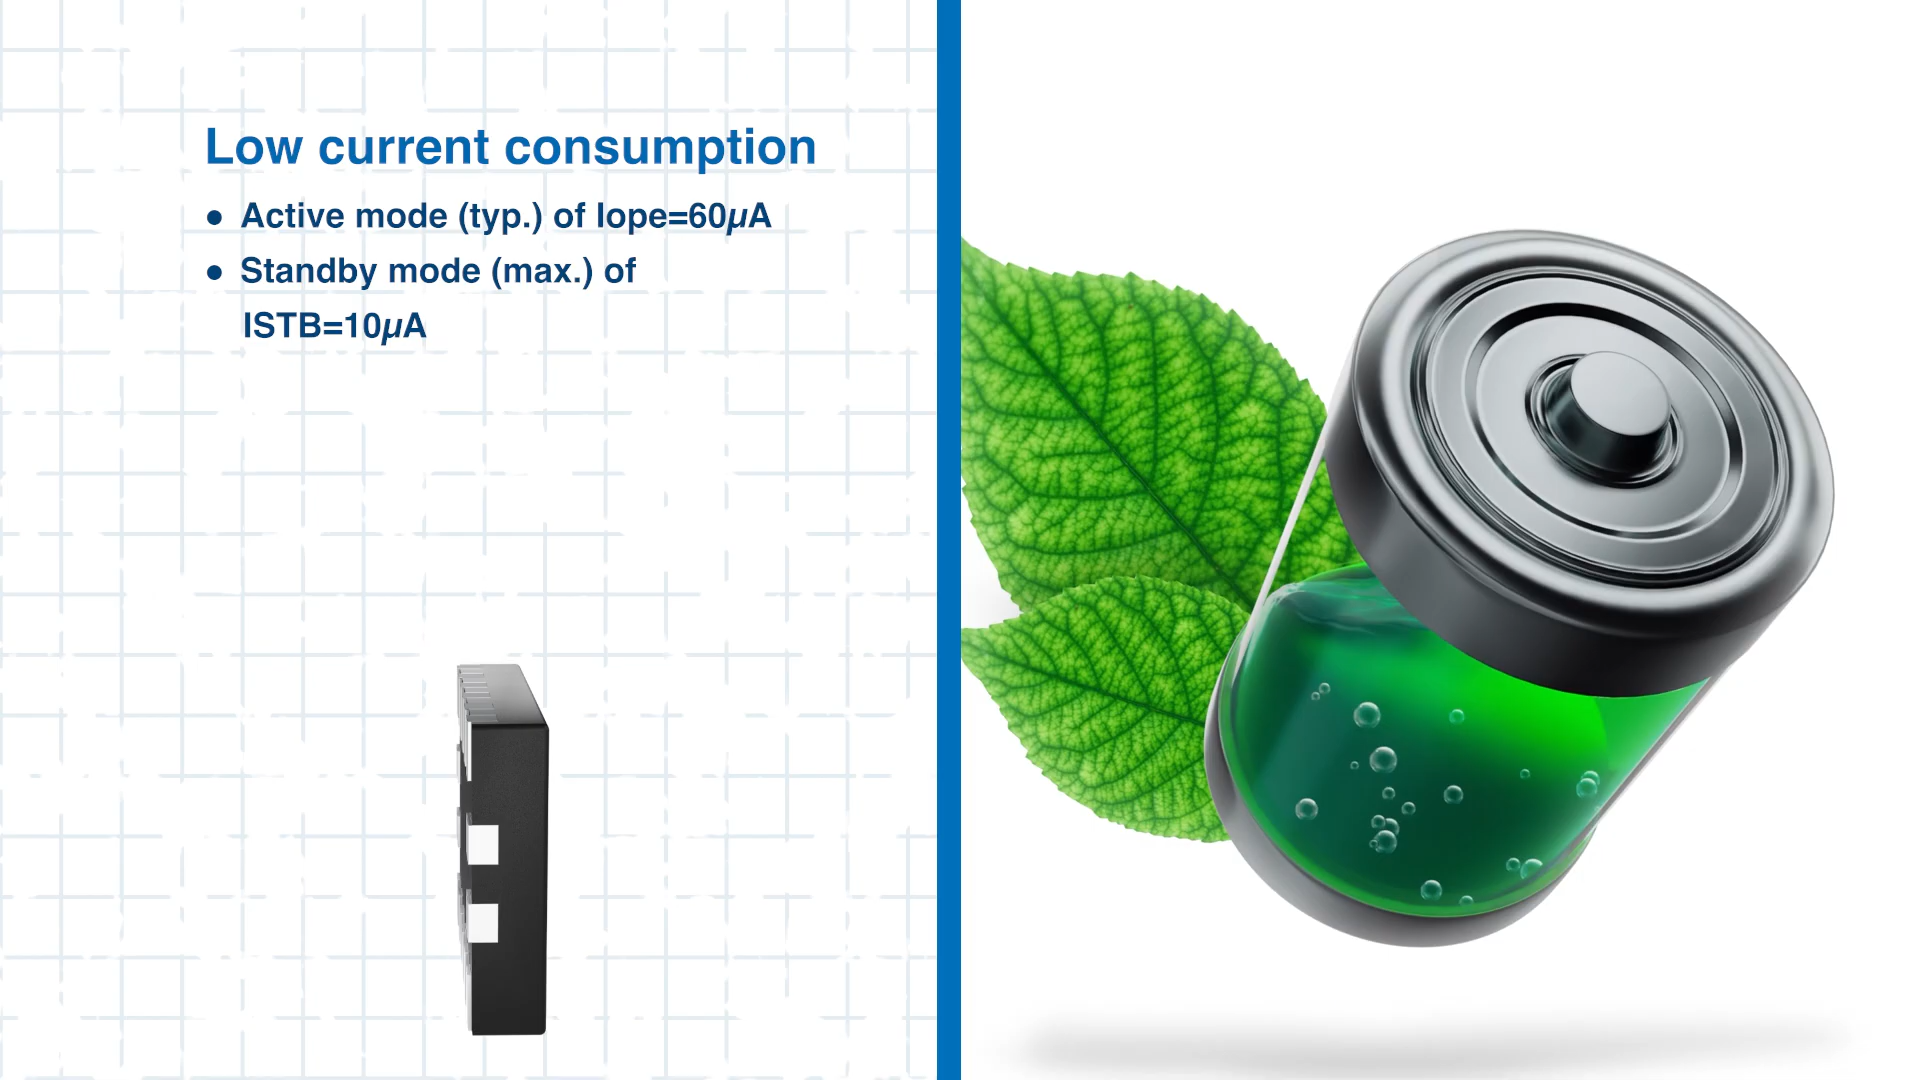 Low current consumption
● Active mode (typ.) of Iope=60μA
● Standby mode (max.) of
ISTB=10μA